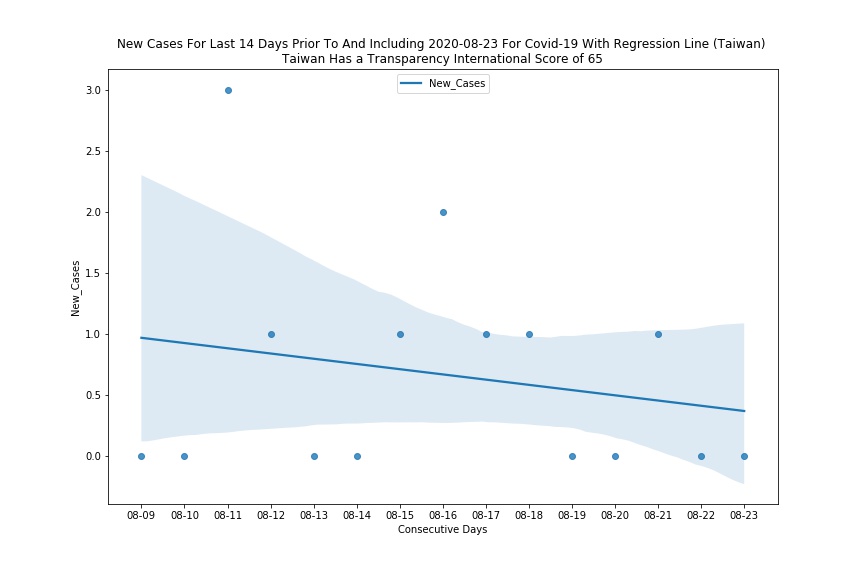 New Cases For Last 14 Days Prior To And Including 2020-08-23 For Covid-19 With Regression Line (Taiwan)
Taiwan Has a Transparency International Score of 65
New_Cases
3.0
2.5
2.0
1.5
1.0
0.5
0.0
New_Cases
08-09 08-10 08-11 08-12 08-13 08-14 08-15 08-16 08-17 08-18 08-19 08-20 08-21 08-22 08-23
Consecutive Days